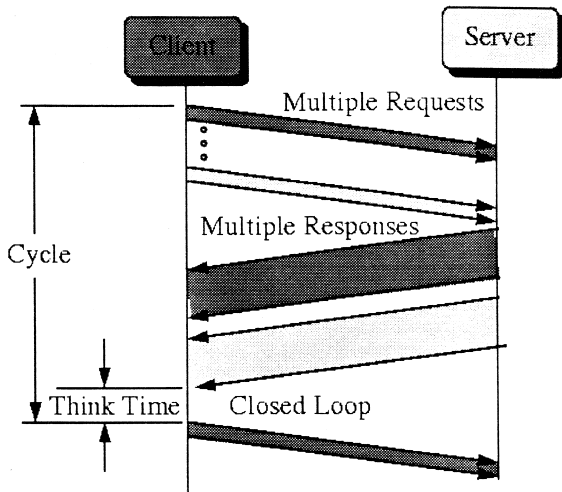 Client
Server
Multiple Requests
Multiple Responses
Cycle
Think Time
Closed Loop